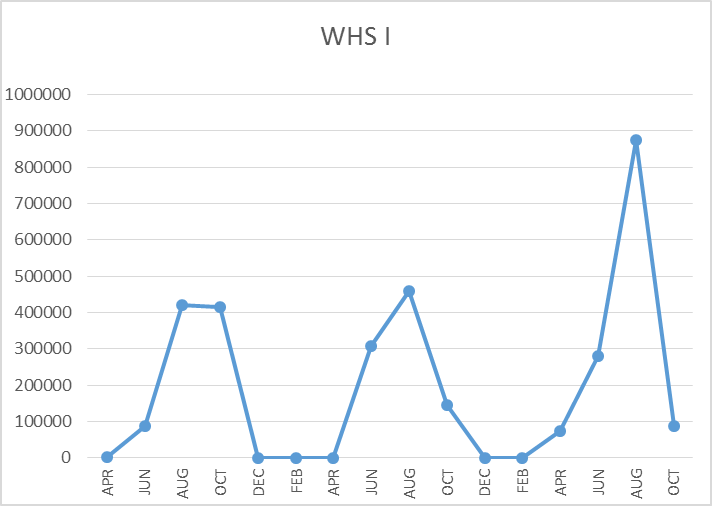 WHS I
1000000
900000
800000
700000
600000
500000
400000
300000
200000
100000
0
APR
JUN
AUG
OCT
DEC
FEB
APR
JUN
AUG
OCT
DEC
FEB
APR
JUN
AUG
OCT